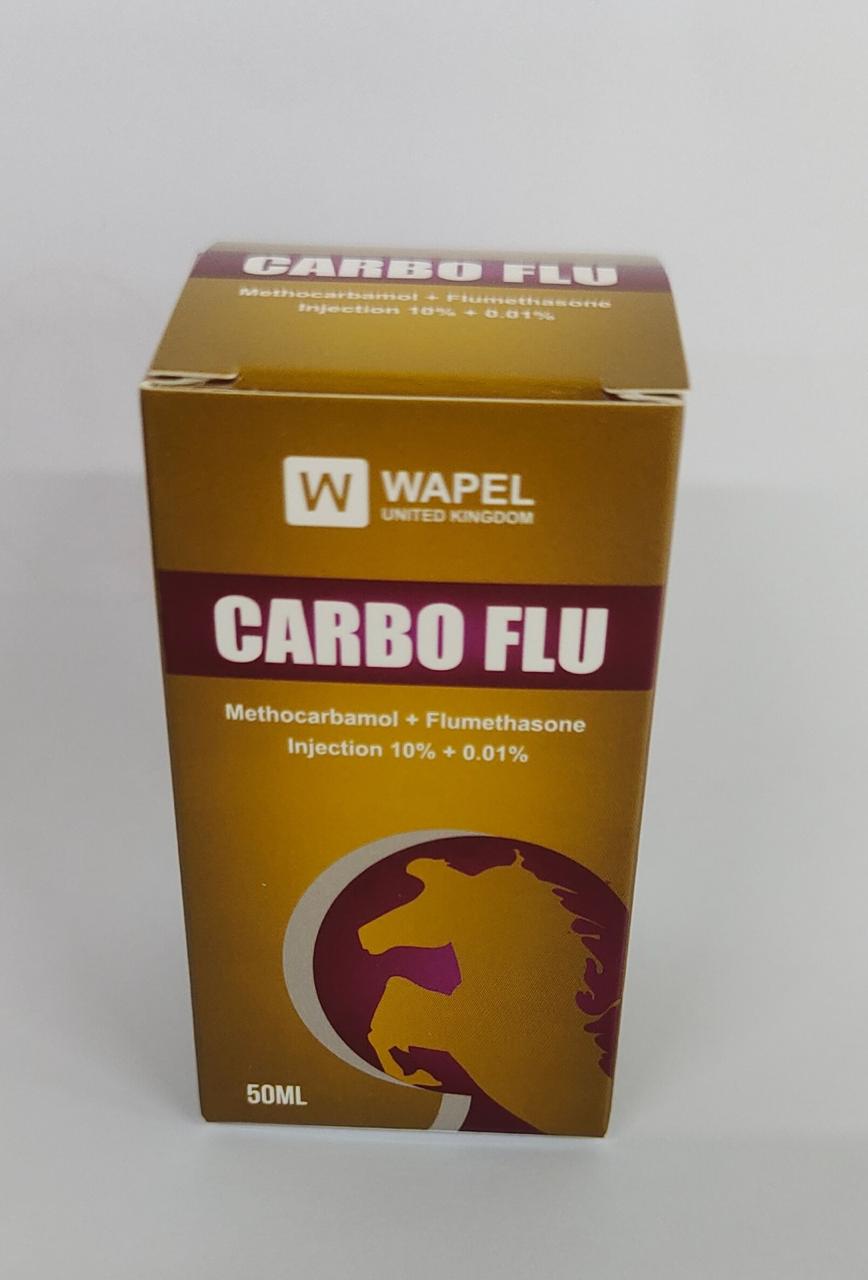 CARBO FLU
Methocarbamol + Flumethasone
Injection 10% + 0.01%
W WAPEL
UNITED KINGDOM
CARBO FLU
Methocarbamol + Flumethasone
Injection 10% + 0.01%
50ML